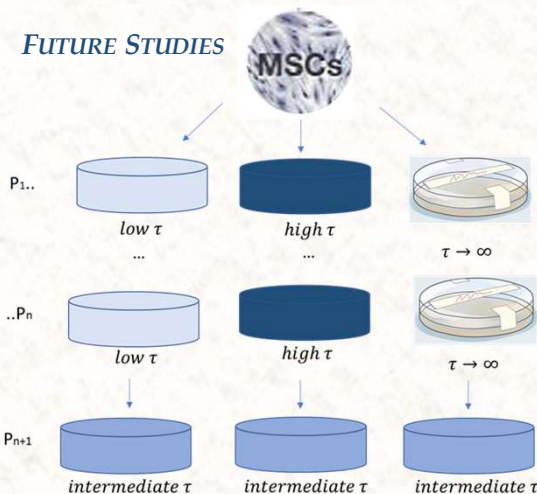 FUTURE STUDIES
MSCs
P1..
low τ
high τ
τ → ∞
...
...
..Pn
low τ
high τ
τ → ∞
Pn+1
intermediate τ
intermediate τ
intermediate τ